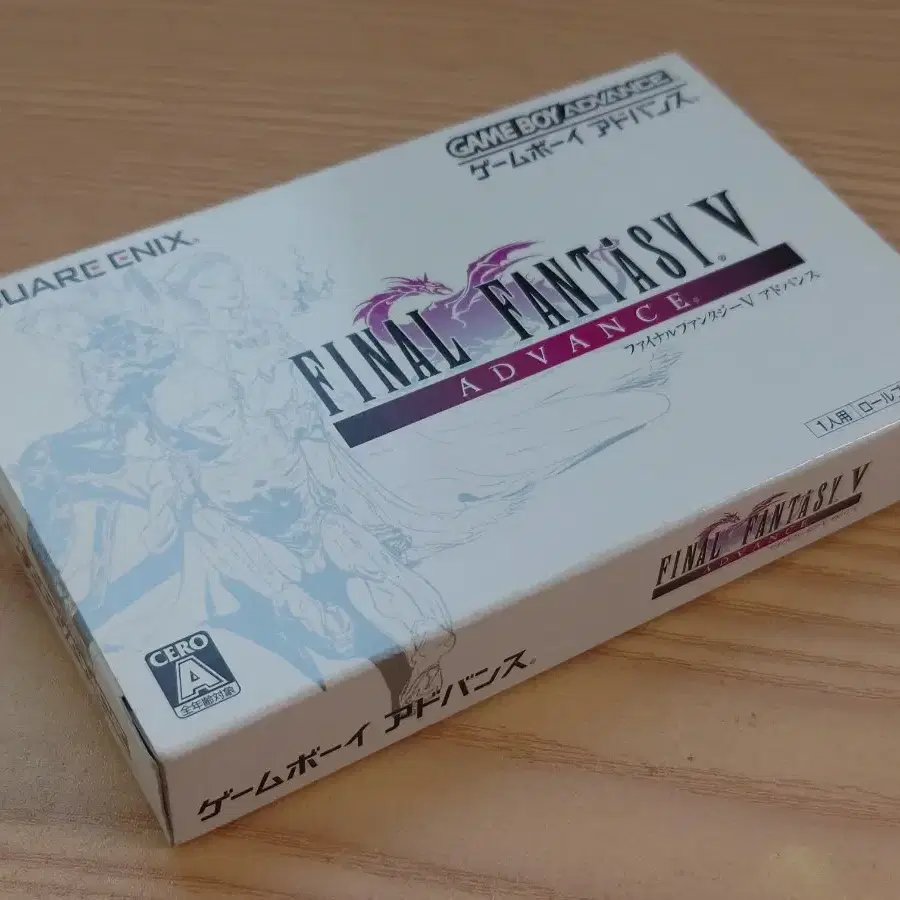 GAME BOY ADVANCE
ゲームボーイ アドバンス
SQUARE ENIX
FINAL FANTASY V
ADVANCE
ファイナルファンタジーV アドバンス
1人用
CERO
A
全年齢対象
FINAL FANTASY V
ADVANCE
ゲームボーイ アドバンス